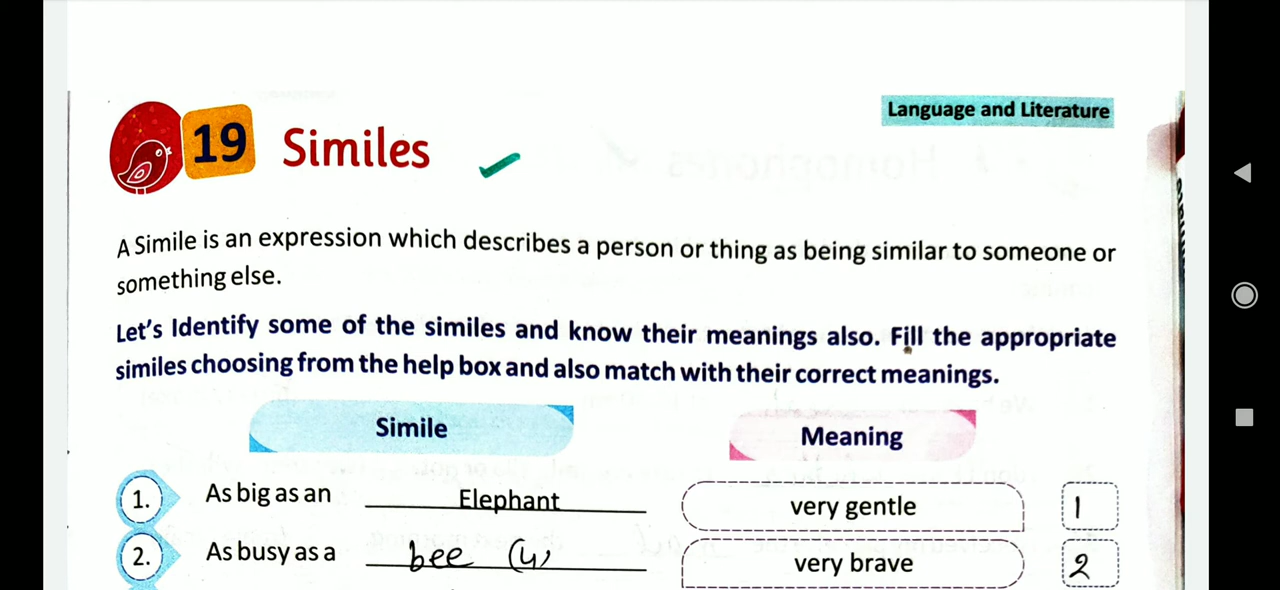 Language and Literature
19 Similes
A Simile is an expression which describes a person or thing as being similar to someone or
something else.
Let's Identify some of the similes and know their meanings also. Fill the appropriate
similes choosing from the help box and also match with their correct meanings.
Simile
Meaning
1. As big as an Elephant
very gentle 1
2. As busy as a bee (4)
very brave 2